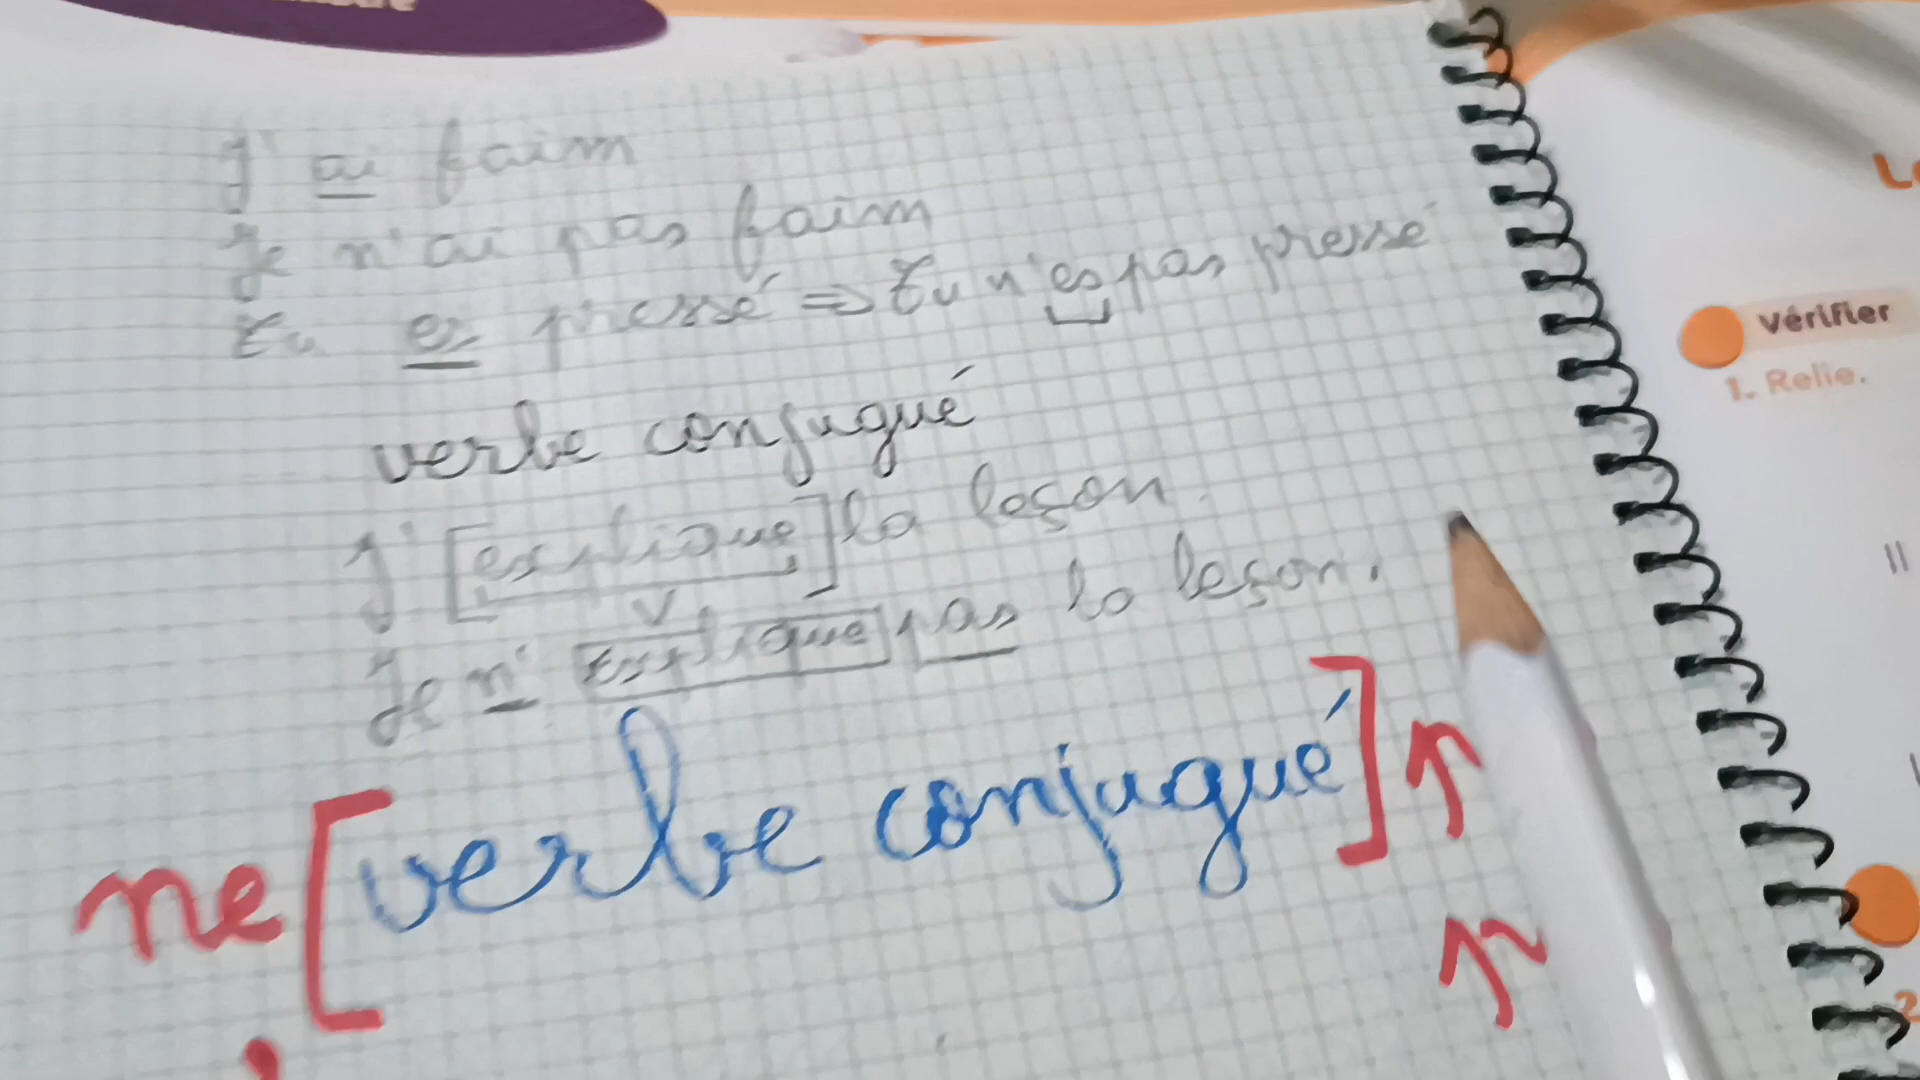 J' ai faim
Je n'ai pas faim
Tu es pressé ⇒ Tu n'es pas pressé
verbe conjugué
J' [explique] la leçon.
V
Je n' explique pas la leçon.
ne [verbe conjugué]
Vérifier
1. Relie.